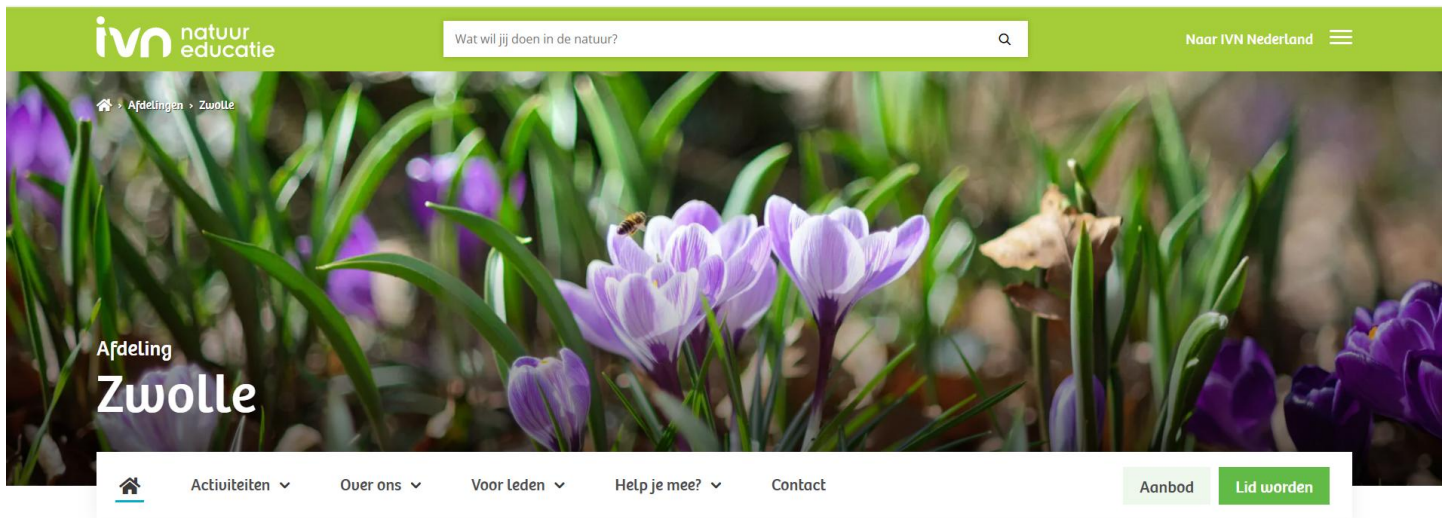 ivn natuur educatie
Wat wil jij doen in de natuur?
Naar IVN Nederland
› Afdelingen › Zwolle
Afdeling
Zwolle
Activiteiten
Over ons
Voor leden
Help je mee?
Contact
Aanbod
Lid worden